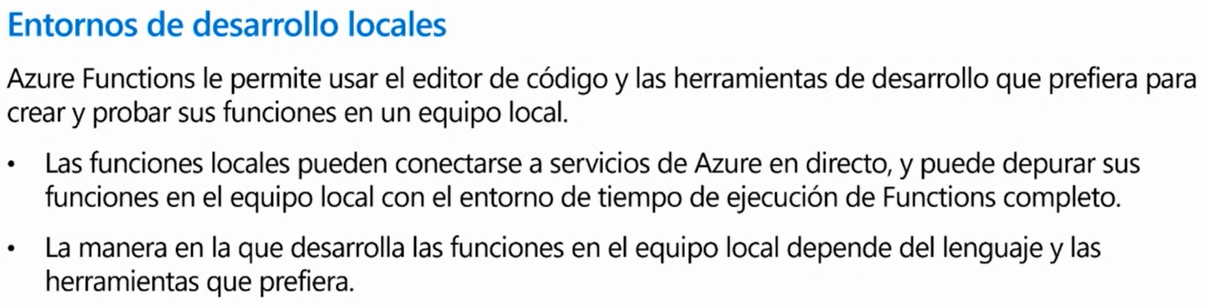 Entornos de desarrollo locales
Azure Functions le permite usar el editor de código y las herramientas de desarrollo que prefiera para
crear y probar sus funciones en un equipo local.
• Las funciones locales pueden conectarse a servicios de Azure en directo, y puede depurar sus
funciones en el equipo local con el entorno de tiempo de ejecución de Functions completo.
• La manera en la que desarrolla las funciones en el equipo local depende del lenguaje y las
herramientas que prefiera.